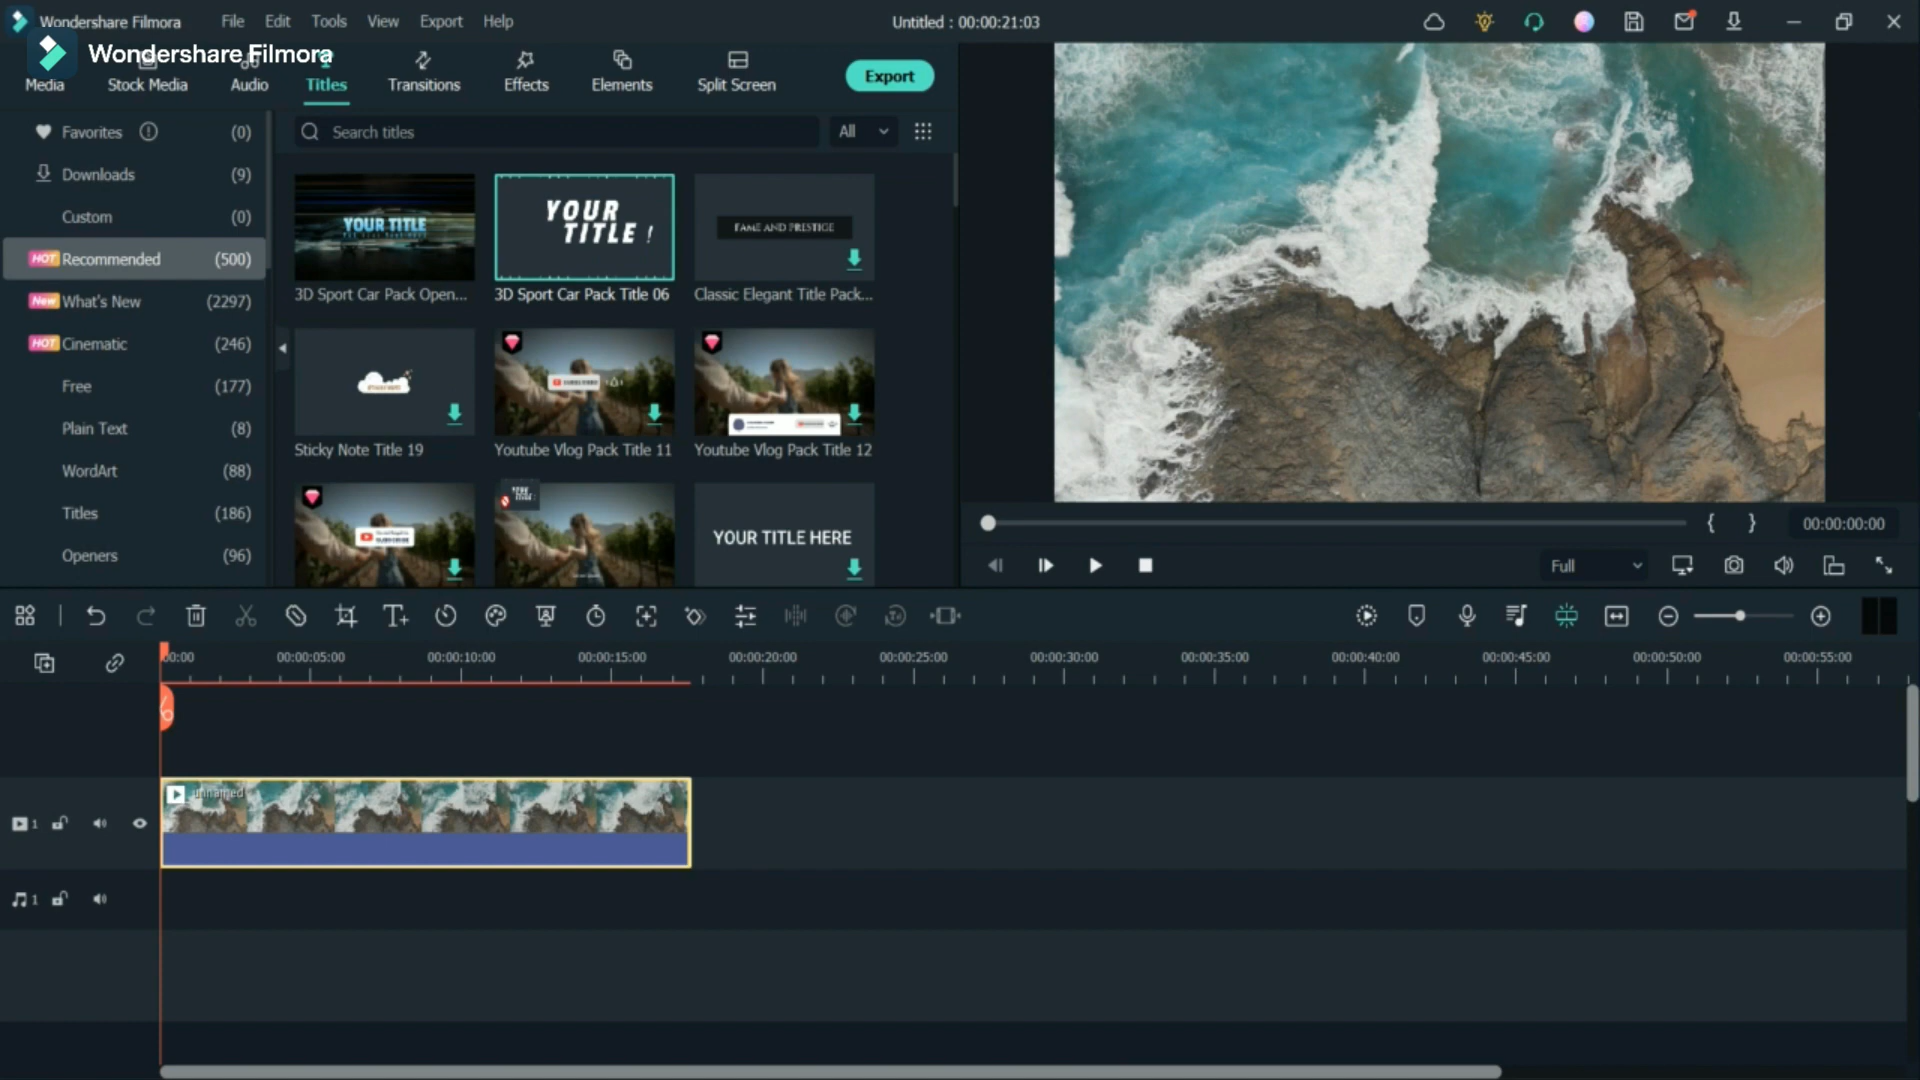 Wondershare Filmora File Edit Tools View Export Help Untitled : 00:00:21:03
Wondershare Filmora
Media Stock Media Audio Titles Transitions Effects Elements Split Screen Export
Favorites (0)
Search titles All
Downloads (9)
Custom (0)
HOT Recommended (500)
New What's New (2297)
HOT Cinematic (246)
Free (177)
Plain Text (8)
WordArt (88)
Titles (186)
Openers (96)
YOUR TITLE
YOUR
TITLE !
FAME AND PRESTIGE
3D Sport Car Pack Open... 3D Sport Car Pack Title 06 Classic Elegant Title Pack...
Sticky Note Title 19 Youtube Vlog Pack Title 11 Youtube Vlog Pack Title 12
YOUR TITLE HERE
{ } 00:00:00:00
Full
00:00 00:00:05:00 00:00:10:00 00:00:15:00 00:00:20:00 00:00:25:00 00:00:30:00 00:00:35:00 00:00:40:00 00:00:45:00 00:00:50:00 00:00:55:00
unnamed
1
1